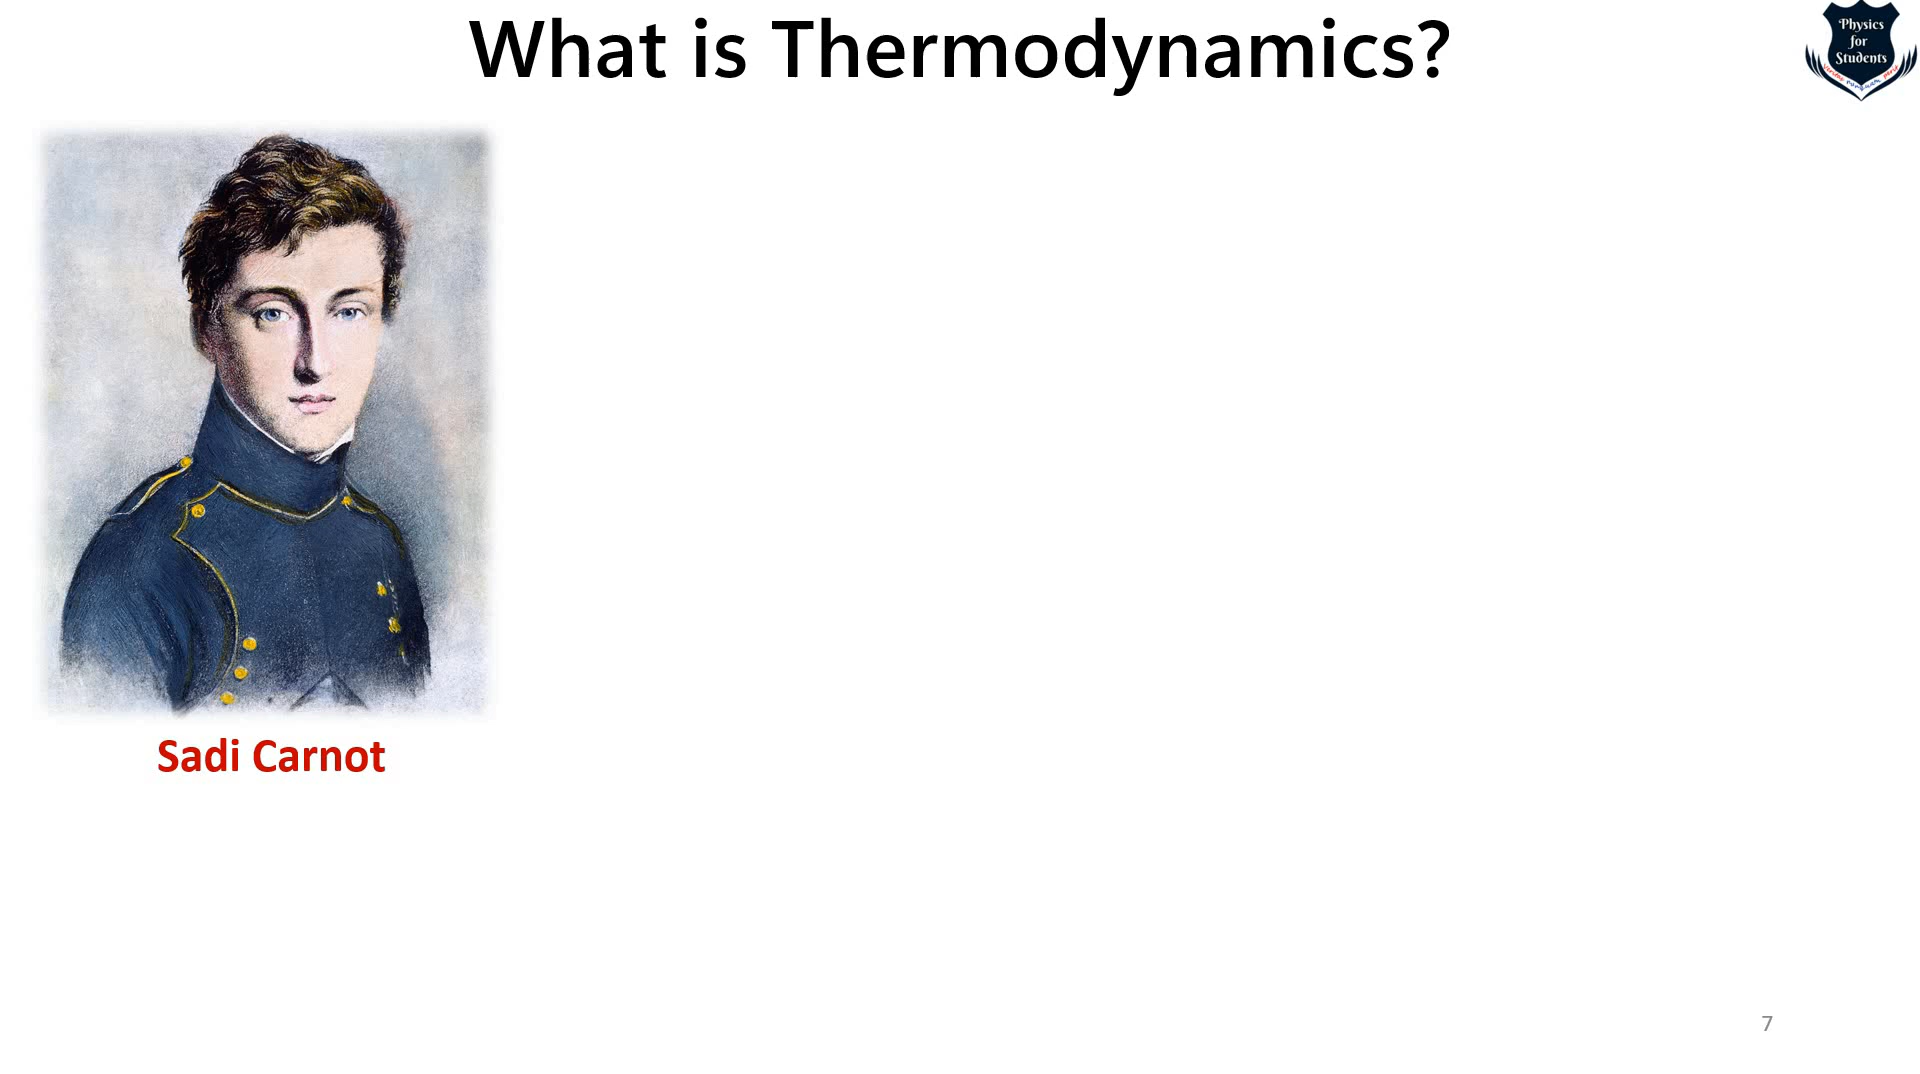 What is Thermodynamics?
Physics
for
Students
Sadi Carnot
7